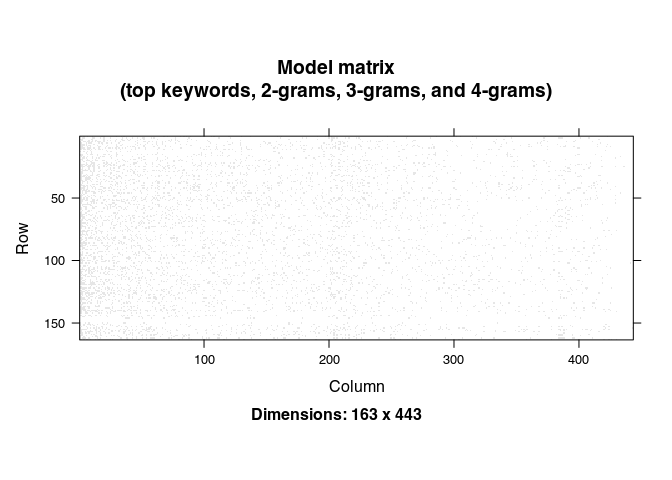 Model matrix
(top keywords, 2-grams, 3-grams, and 4-grams)
Row
50
100
150
100
200
300
400
Column
Dimensions: 163 x 443